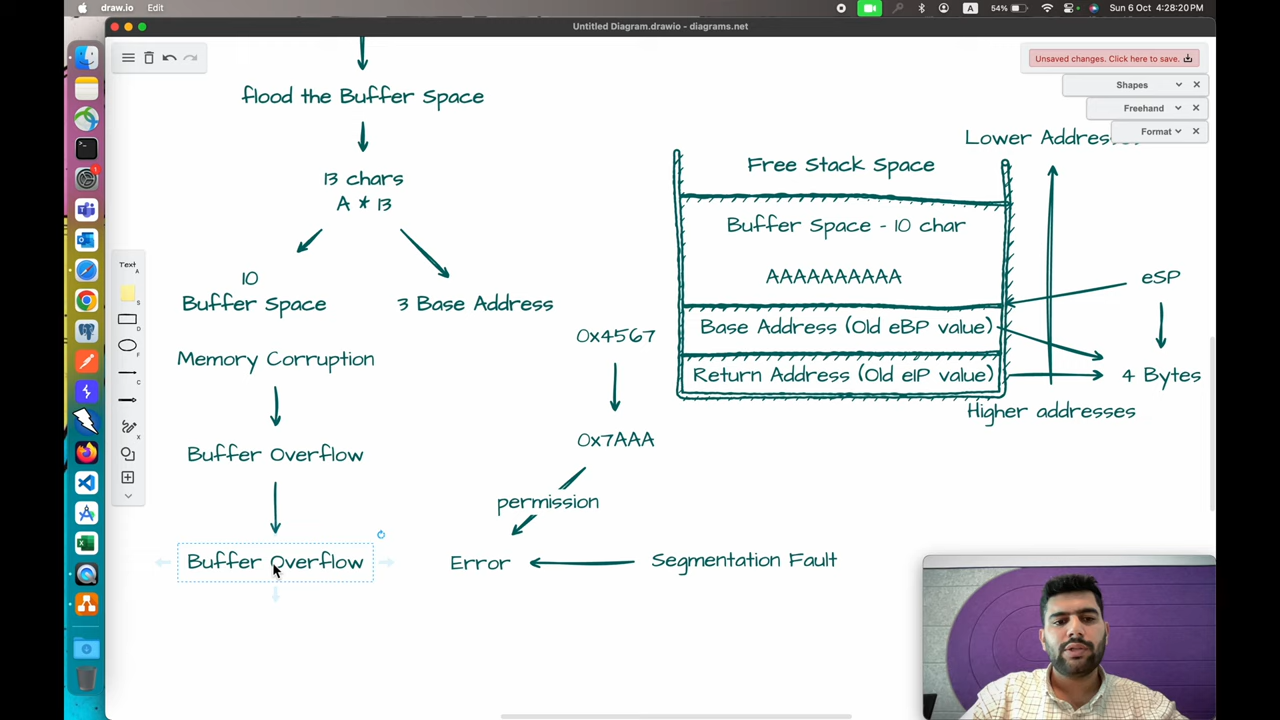 draw.io
Edit
54%
A
Sun 6 Oct 4:28:20 PM
Untitled Diagram.drawio - diagrams.net
Unsaved changes. Click here to save.
Shapes
Freehand
Format
flood the Buffer Space
13 chars
A * 13
10
Buffer Space
3 Base Address
Memory Corruption
Buffer Overflow
Buffer Overflow
0x4567
0x7AAA
permission
Error
Segmentation Fault
Lower Addresses
Free Stack Space
Buffer Space - 10 char
AAAAAAAAAA
Base Address (Old eBP value)
Return Address (Old eIP value)
eSP
4 Bytes
Higher addresses
Text